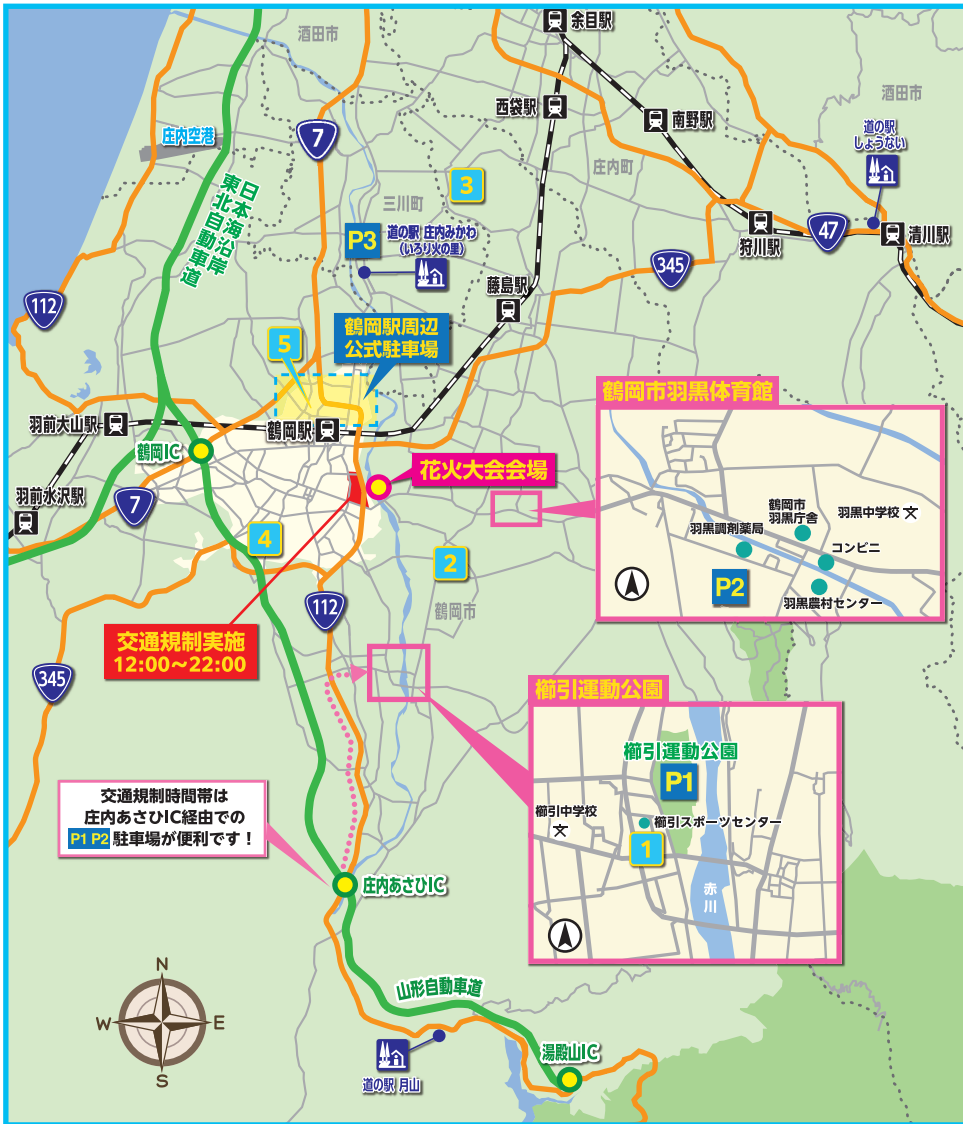 酒田市
余目駅
7
庄内空港
西袋駅
南野駅
酒田市
道の駅
しょうない
庄内町
3
三川町
日本海沿岸
東北自動車道
P3
道の駅 庄内みかわ
(いろり火の里)
狩川駅
47
清川駅
345
藤島駅
112
鶴岡駅周辺
公式駐車場
5
羽前大山駅
鶴岡駅
鶴岡IC
花火大会会場
羽前水沢駅
7
4
2
鶴岡市
112
交通規制実施
12:00～22:00
345
鶴岡市羽黒体育館
鶴岡市
羽黒庁舎
羽黒中学校
羽黒調剤薬局
コンビニ
P2
羽黒農村センター
櫛引運動公園
櫛引運動公園
P1
櫛引中学校
櫛引スポーツセンター
1
赤川
交通規制時間帯は
庄内あさひIC経由での
P1 P2 駐車場が便利です！
庄内あさひIC
山形自動車道
湯殿山IC
道の駅 月山
N
W
E
S